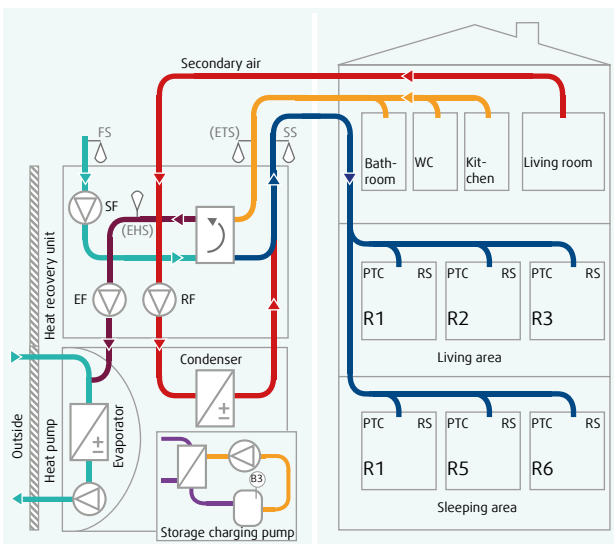 Secondary air
FS
(ETS)
SS
Bath-
room
WC
Kit-
chen
Living room
SF
(EHS)
Heat recovery unit
EF
RF
PTC RS
R1
PTC RS
R2
PTC RS
R3
Living area
Condenser
Outside
Heat pump
Evaporator
B3
Storage charging pump
PTC RS
R1
PTC RS
R5
PTC RS
R6
Sleeping area